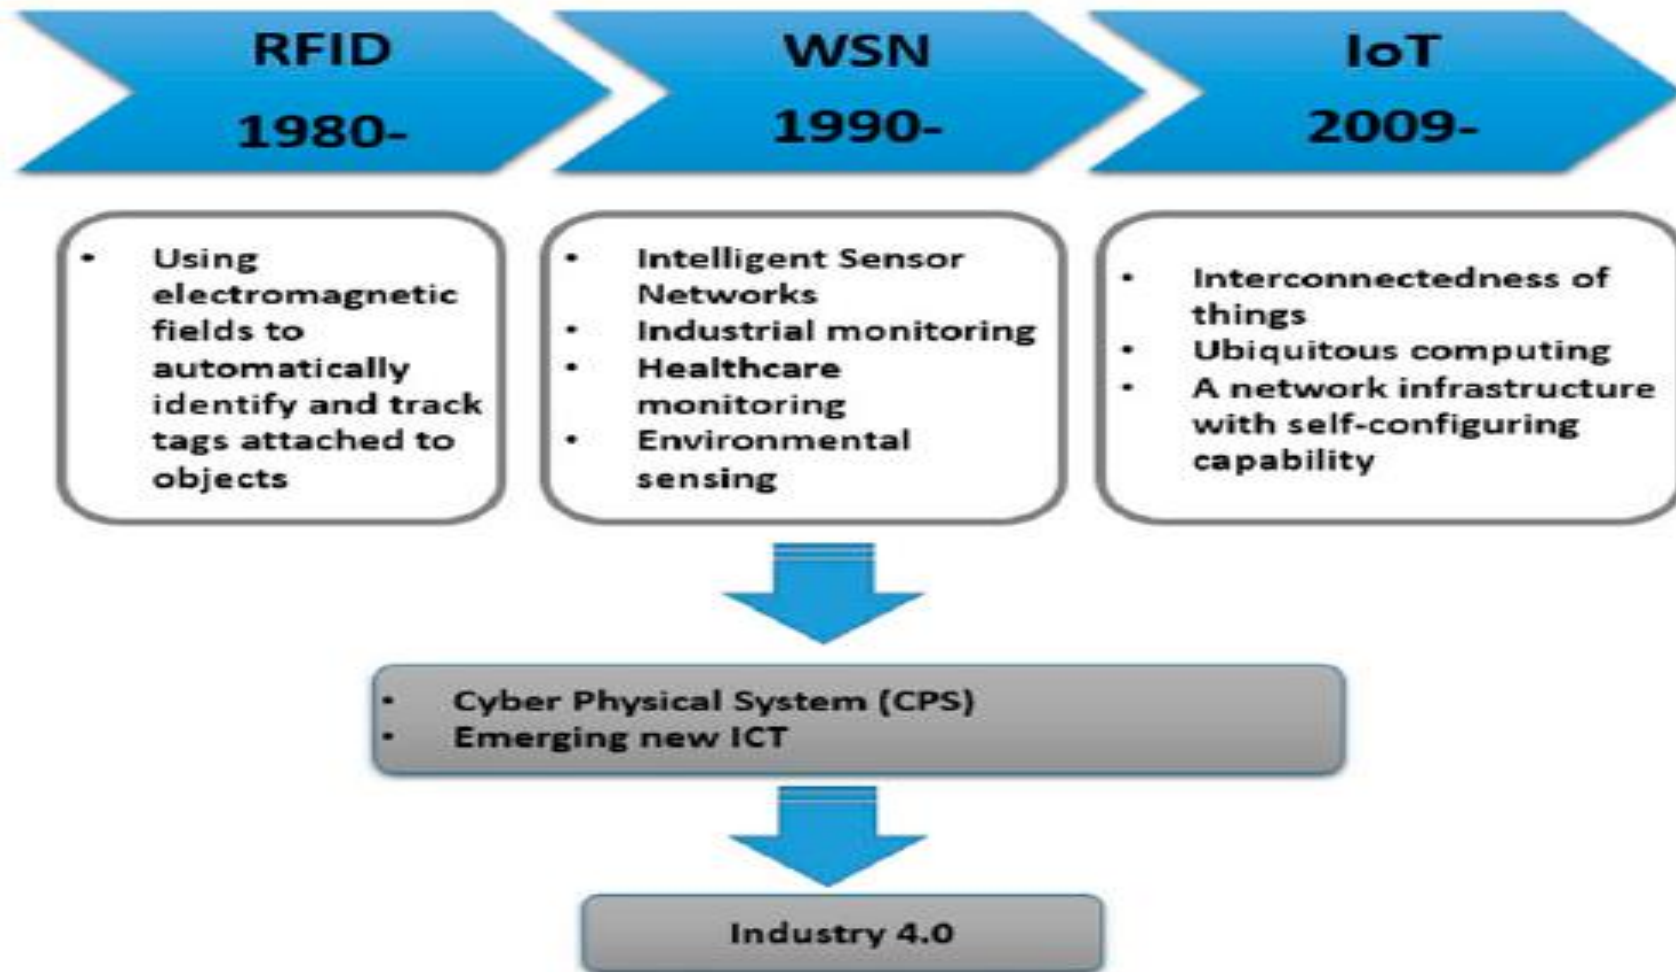 RFID
1980-
WSN
1990-
IoT
2009-
• Using
electromagnetic
fields to
automatically
identify and track
tags attached to
objects
• Intelligent Sensor
Networks
• Industrial monitoring
• Healthcare
monitoring
• Environmental
sensing
• Interconnectedness of
things
• Ubiquitous computing
• A network infrastructure
with self-configuring
capability
• Cyber Physical System (CPS)
• Emerging new ICT
Industry 4.0